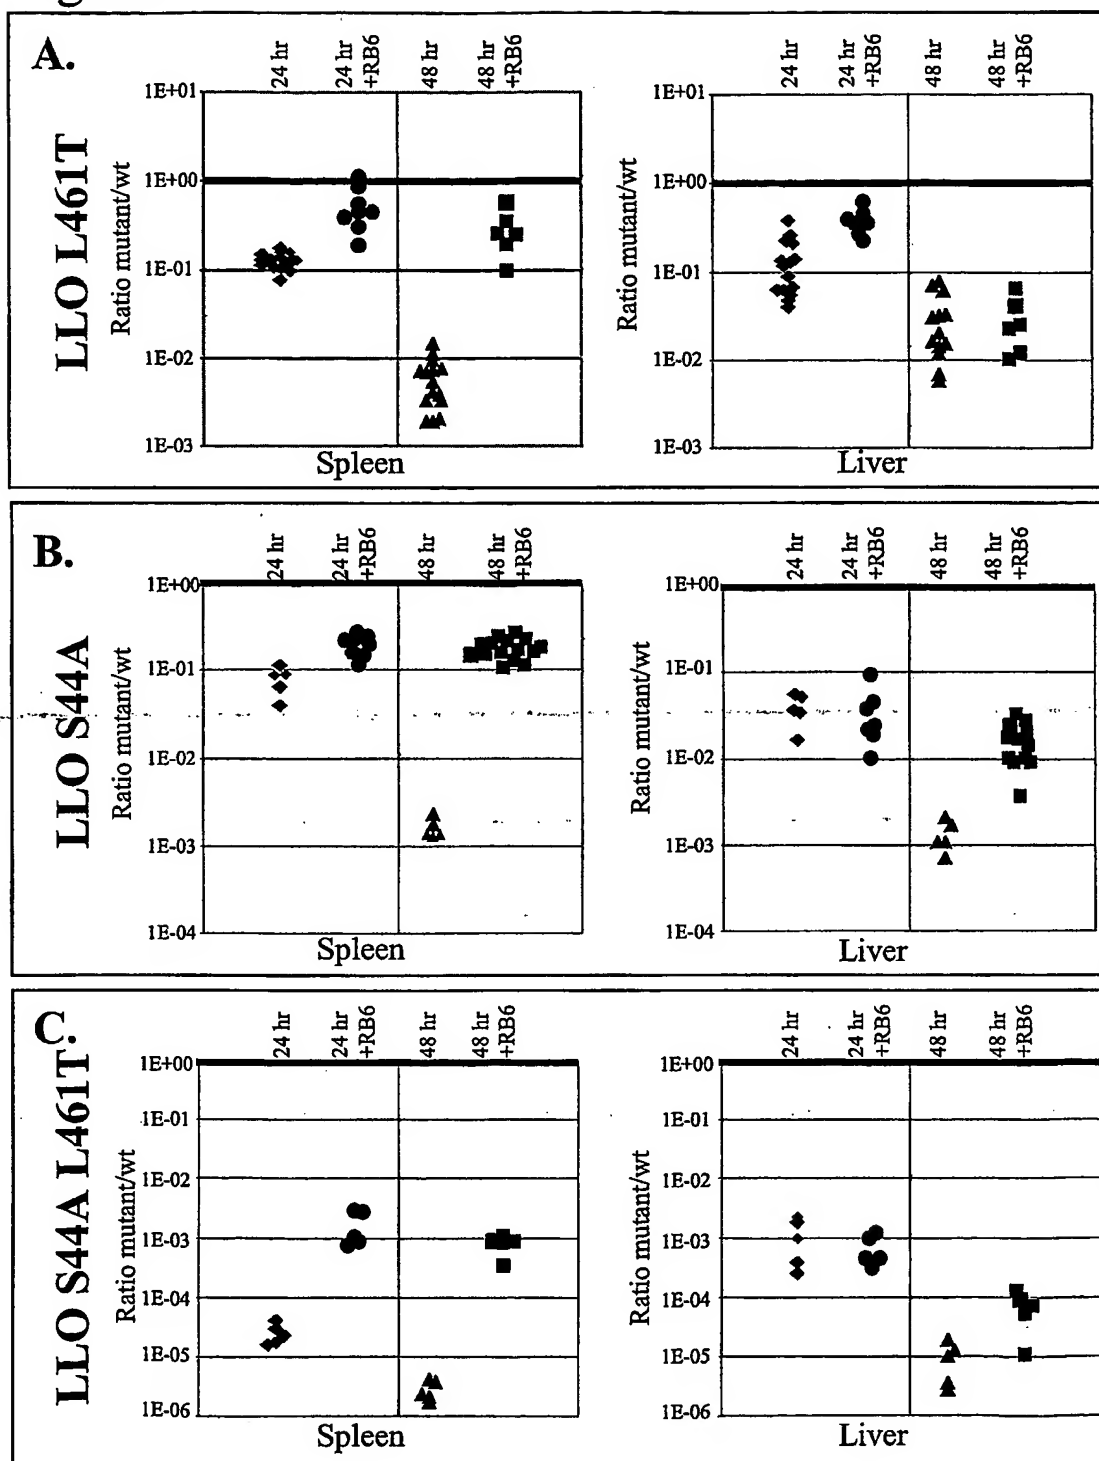 A.
LLO L461T
24 hr
24 hr
+RB6
48 hr
48 hr
+RB6
Ratio mutant/wt
1E+01
1E+00
1E-01
1E-02
1E-03
Spleen
24 hr
24 hr
+RB6
48 hr
48 hr
+RB6
Ratio mutant/wt
1E+01
1E+00
1E-01
1E-02
1E-03
Liver
B.
LLO S44A
24 hr
24 hr
+RB6
48 hr
48 hr
+RB6
Ratio mutant/wt
1E+00
1E-01
1E-02
1E-03
1E-04
Spleen
24 hr
24 hr
+RB6
48 hr
48 hr
+RB6
Ratio mutant/wt
1E+00
1E-01
1E-02
1E-03
1E-04
Liver
C.
LLO S44A L461T
24 hr
24 hr
+RB6
48 hr
48 hr
+RB6
Ratio mutant/wt
1E+00
1E-01
1E-02
1E-03
1E-04
1E-05
1E-06
Spleen
24 hr
24 hr
+RB6
48 hr
48 hr
+RB6
Ratio mutant/wt
1E+00
1E-01
1E-02
1E-03
1E-04
1E-05
1E-06
Liver